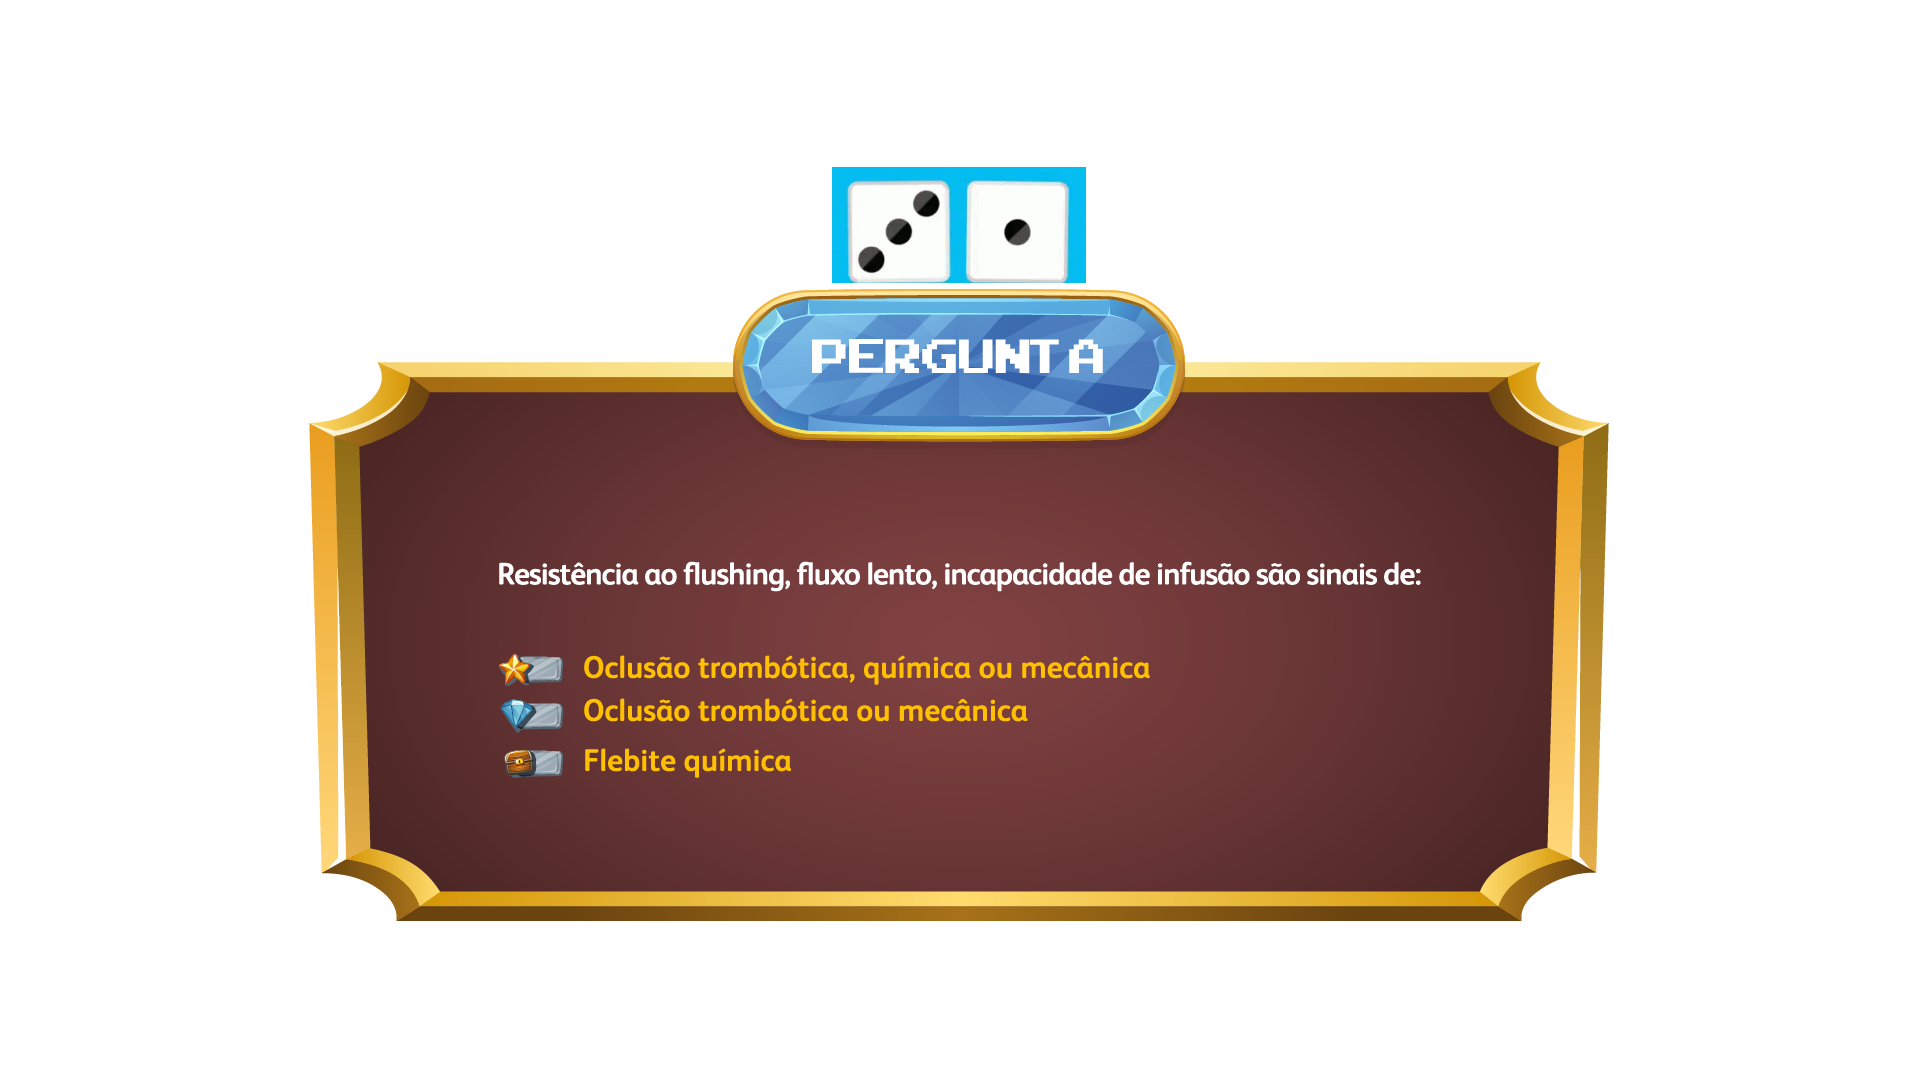 PERGUNTA
Resistência ao flushing, fluxo lento, incapacidade de infusão são sinais de:
Oclusão trombótica, química ou mecânica
Oclusão trombótica ou mecânica
Flebite química